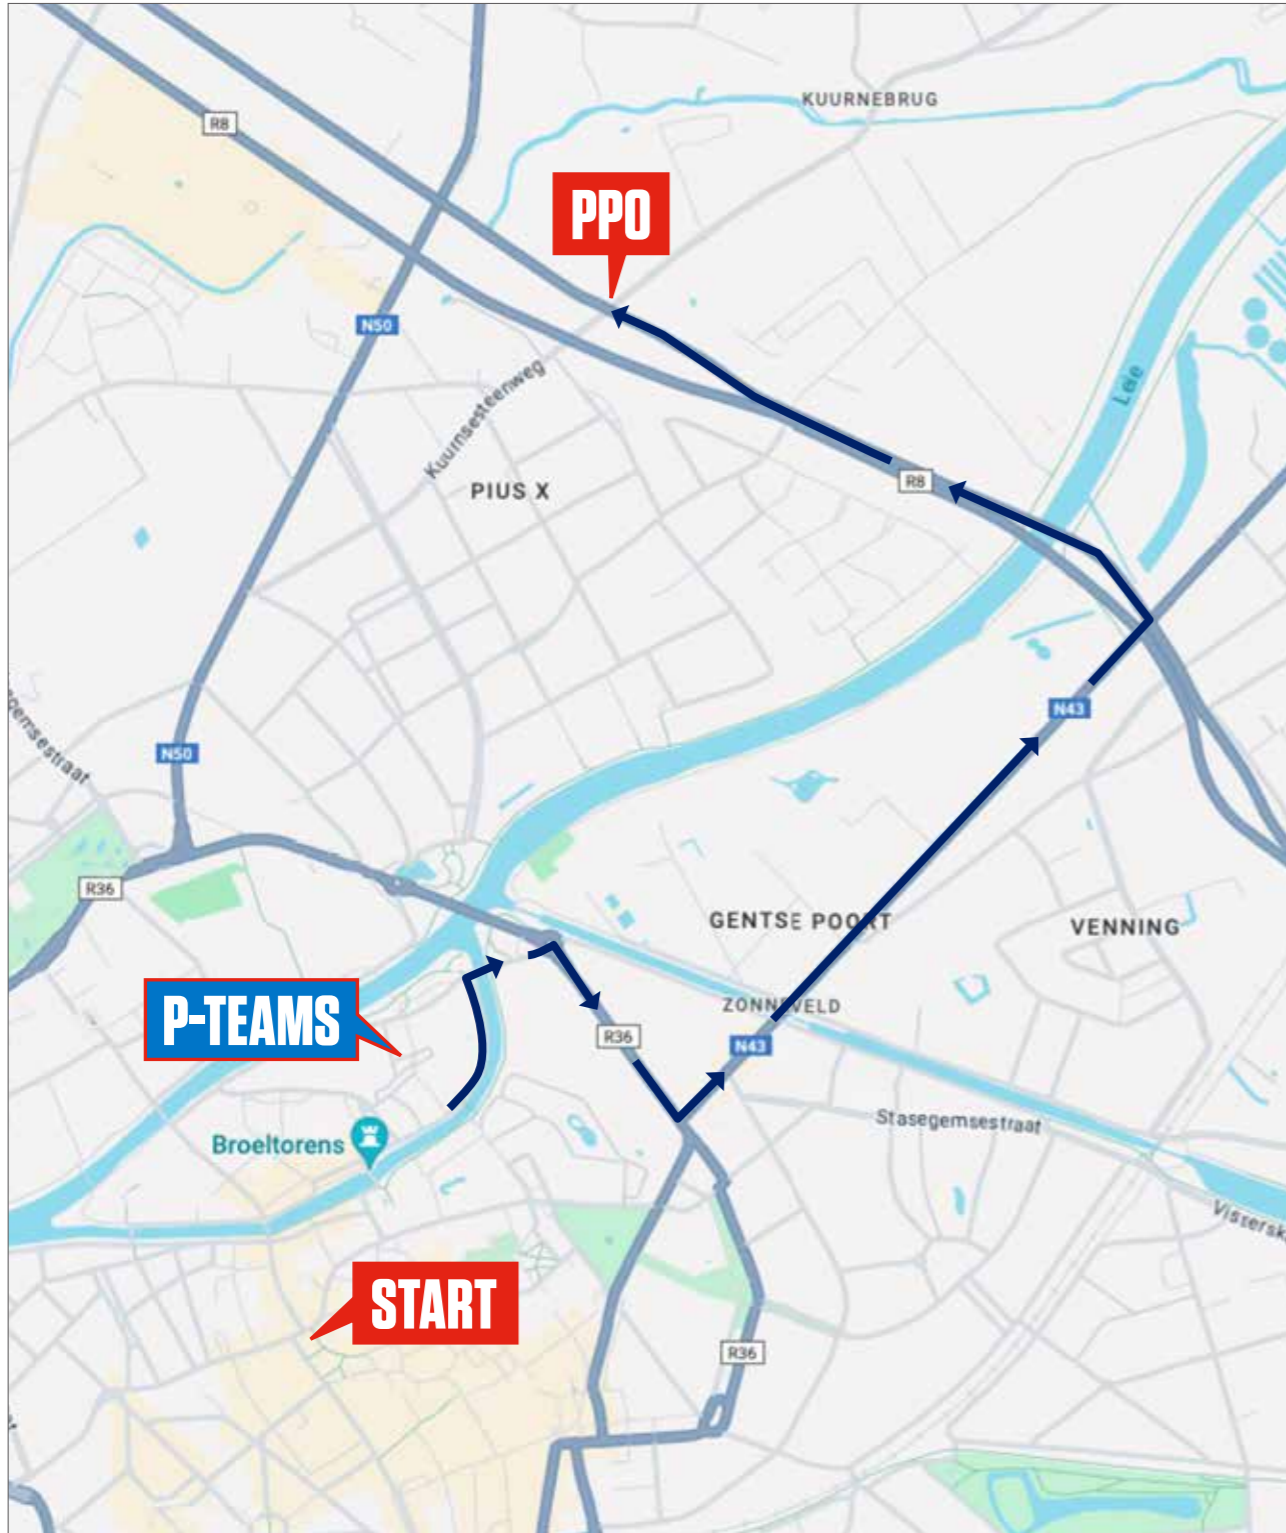 KUURNEBRUG
R8
PPO
N50
Leie
Kuurnsesteenweg
R8
PIUS X
N43
N50
R36
GENTSE POORT
VENNING
P-TEAMS
ZONNEVELD
R36
N43
Stasegemsestraat
Broeltorens
START
R36